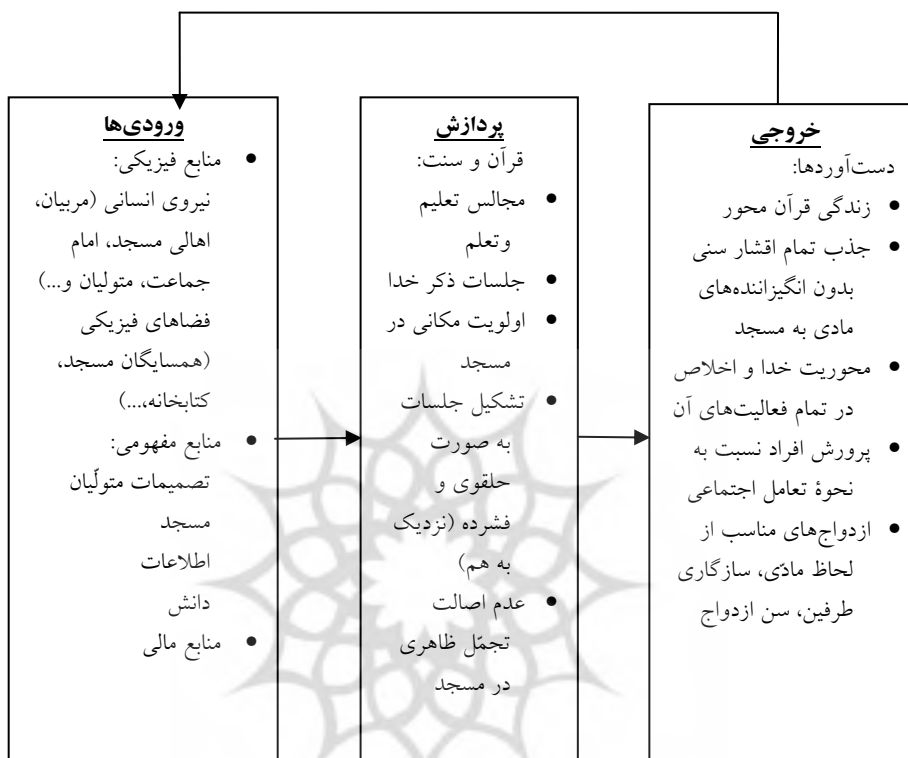 ورودی‌ها
• منابع فیزیکی:
نیروی انسانی (مربیان،
اهالی مسجد، امام
جماعت، متولیان و...)
فضاهای فیزیکی
(همسایگان مسجد،
کتابخانه،...)
• منابع مفهومی:
تصمیمات متولّیان
مسجد
اطلاعات
دانش
• منابع مالی
پردازش
قرآن و سنت:
• مجالس تعلیم
وتعلم
• جلسات ذکر خدا
• اولویت مکانی در
مسجد
• تشکیل جلسات
به صورت
حلقوی و
فشرده (نزدیک
به هم)
• عدم اصالت
تجمّل ظاهری
در مسجد
خروجی
دست‌آوردها:
• زندگی قرآن محور
• جذب تمام اقشار سنی
بدون انگیزاننده‌های
مادی به مسجد
• محوریت خدا و اخلاص
در تمام فعالیت‌های آن
• پرورش افراد نسبت به
نحوۀ تعامل اجتماعی
• ازدواج‌های مناسب از
لحاظ مادّی، سازگاری
طرفین، سن ازدواج